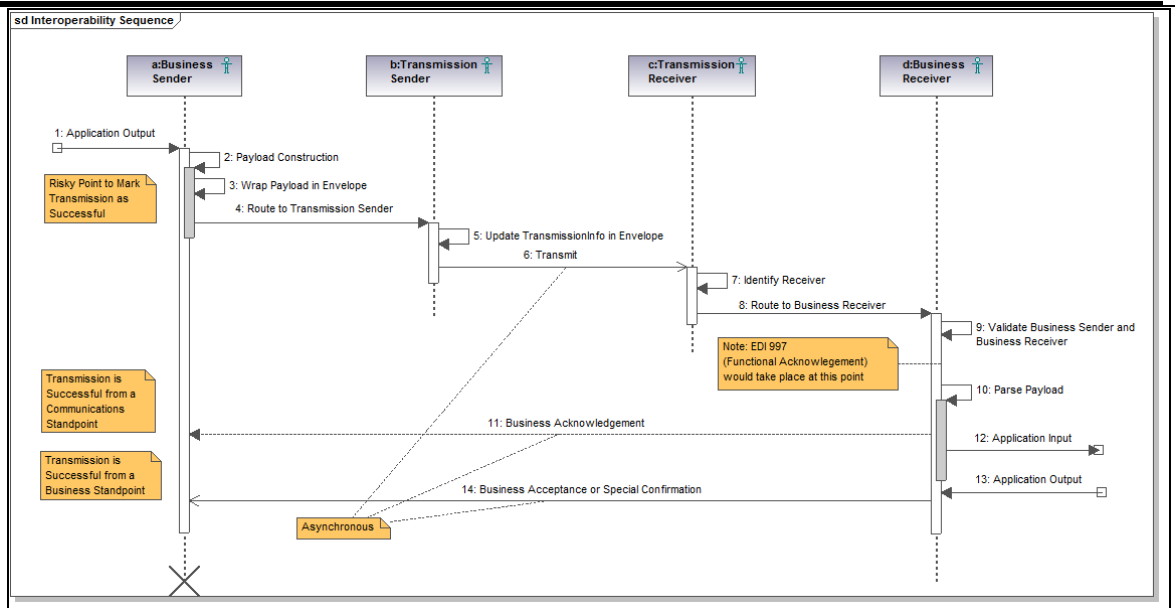 sd Interoperability Sequence
a:Business
Sender
b:Transmission
Sender
c:Transmission
Receiver
d:Business
Receiver
1: Application Output
2: Payload Construction
Risky Point to Mark
Transmission as
Successful
3: Wrap Payload in Envelope
4: Route to Transmission Sender
5: Update TransmissionInfo in Envelope
6: Transmit
7: Identify Receiver
8: Route to Business Receiver
9: Validate Business Sender and
Business Receiver
Note: EDI 997
(Functional Acknowlegement)
would take place at this point
Transmission is
Successful from a
Communications
Standpoint
10: Parse Payload
11: Business Acknowledgement
12: Application Input
Transmission is
Successful from a
Business Standpoint
13: Application Output
14: Business Acceptance or Special Confirmation
Asynchronous